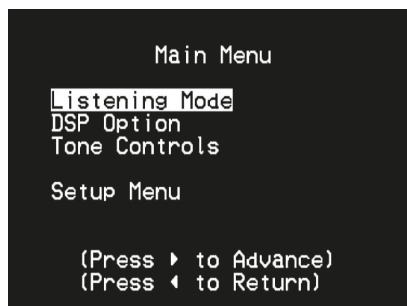 Main Menu
Listening Mode
DSP Option
Tone Controls
Setup Menu
(Press ▶ to Advance)
(Press ◀ to Return)